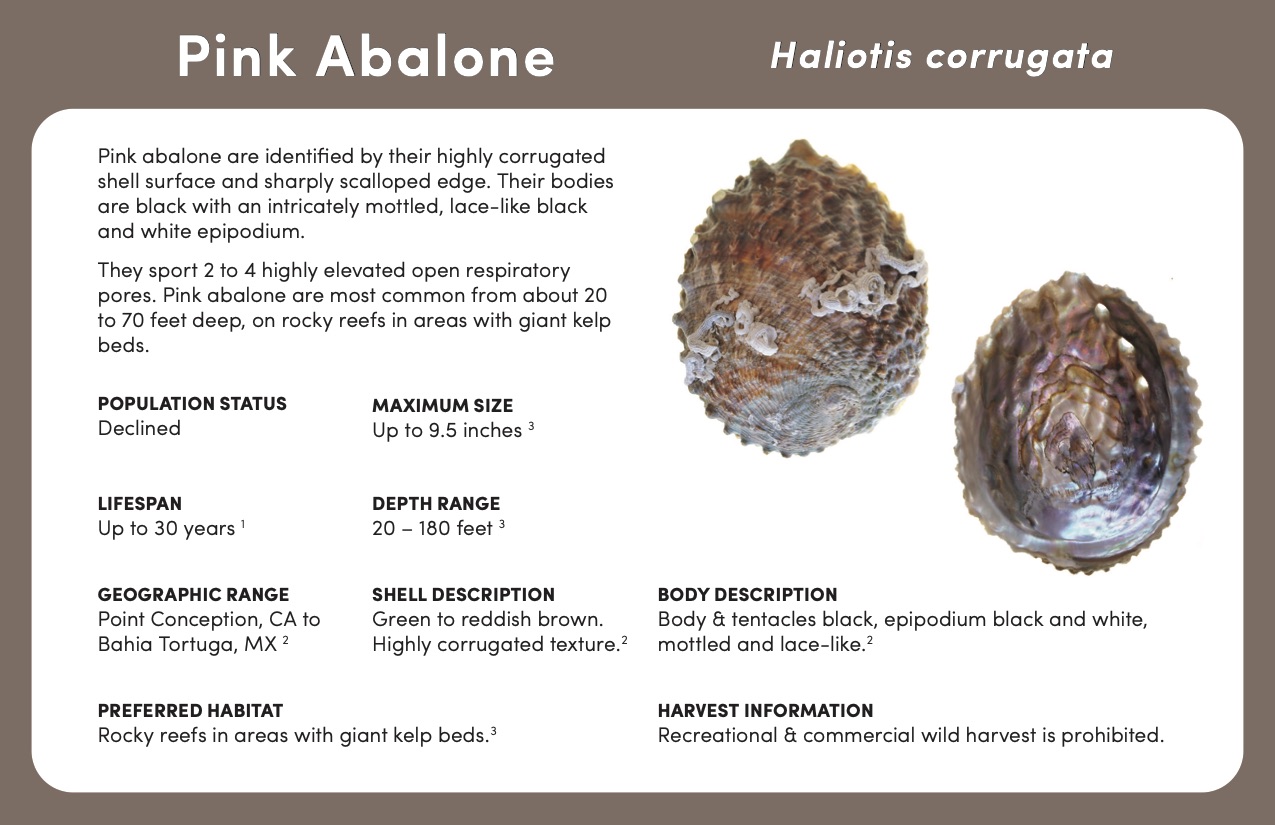 Pink Abalone
Haliotis corrugata
Pink abalone are identified by their highly corrugated
shell surface and sharply scalloped edge. Their bodies
are black with an intricately mottled, lace-like black
and white epipodium.
They sport 2 to 4 highly elevated open respiratory
pores. Pink abalone are most common from about 20
to 70 feet deep, on rocky reefs in areas with giant kelp
beds.
POPULATION STATUS
Declined
MAXIMUM SIZE
Up to 9.5 inches ³
LIFESPAN
Up to 30 years ¹
DEPTH RANGE
20 – 180 feet ³
GEOGRAPHIC RANGE
Point Conception, CA to
Bahia Tortuga, MX ²
SHELL DESCRIPTION
Green to reddish brown.
Highly corrugated texture.²
BODY DESCRIPTION
Body & tentacles black, epipodium black and white,
mottled and lace-like.²
PREFERRED HABITAT
Rocky reefs in areas with giant kelp beds.³
HARVEST INFORMATION
Recreational & commercial wild harvest is prohibited.